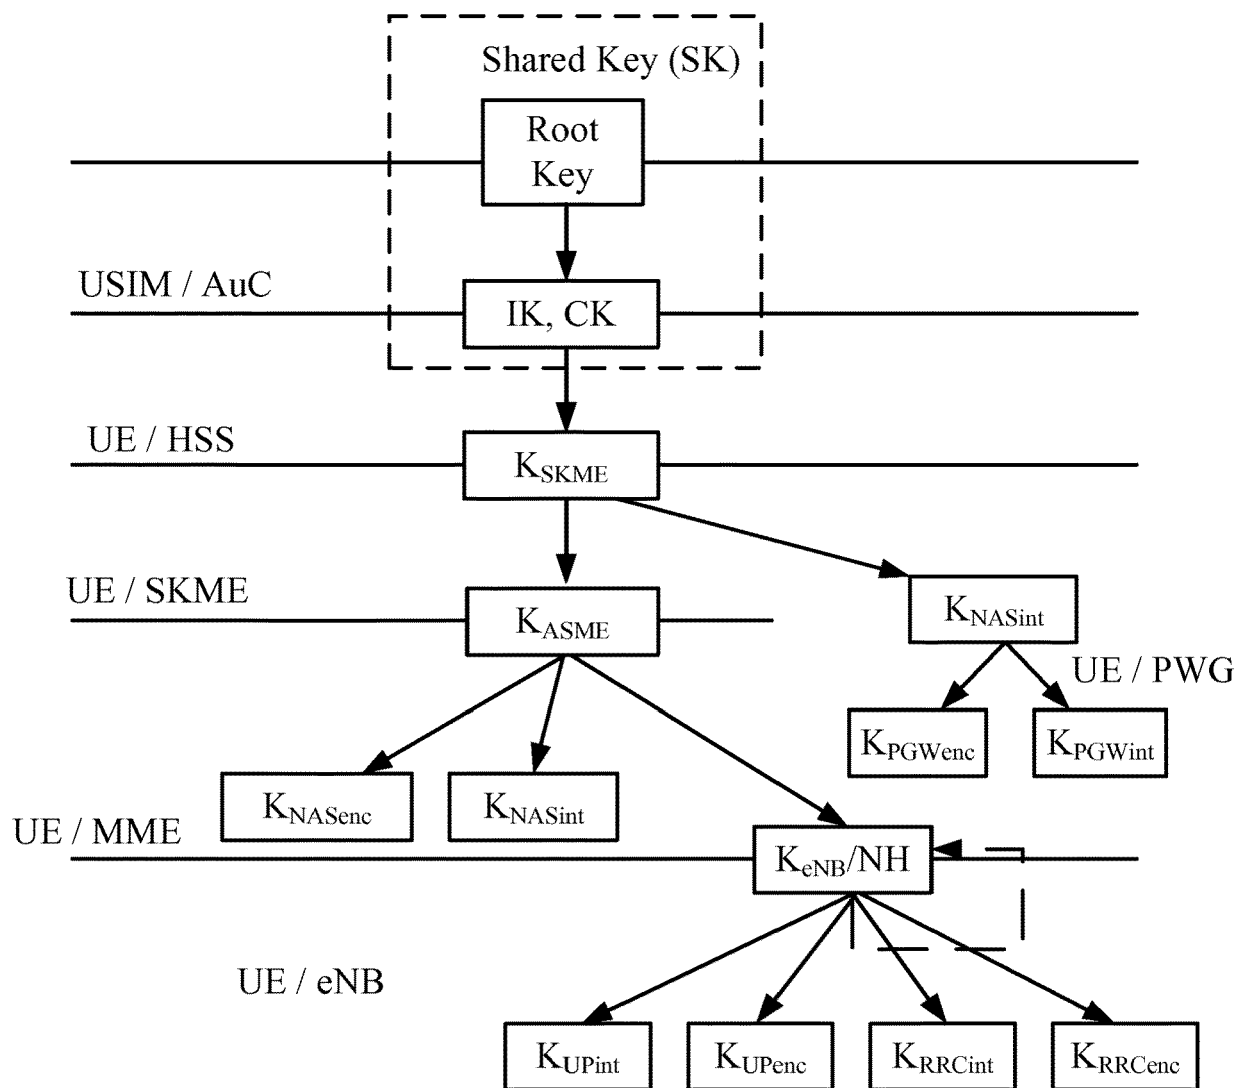 Shared Key (SK)
Root
Key
USIM / AuC
IK, CK
UE / HSS
KSKME
UE / SKME
KASME
KNASint
UE / PWG
KPGWenc
KPGWint
KNASenc
KNASint
UE / MME
KeNB/NH
UE / eNB
KUPint
KUPenc
KRRCint
KRRCenc